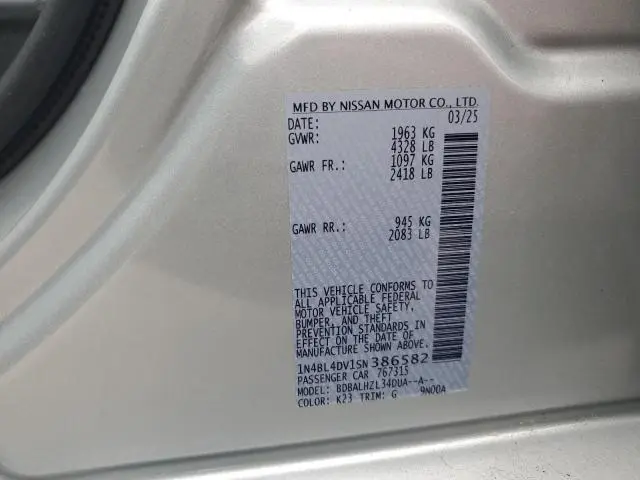 MFD BY NISSAN MOTOR CO., LTD.
DATE: 03/25
GVWR: 1963 KG
4328 LB
GAWR FR.: 1097 KG
2418 LB
GAWR RR.: 945 KG
2083 LB
THIS VEHICLE CONFORMS TO
ALL APPLICABLE FEDERAL
MOTOR VEHICLE SAFETY,
BUMPER, AND THEFT
PREVENTION STANDARDS IN
EFFECT ON THE DATE OF
MANUFACTURE SHOWN ABOVE.
1N4BL4DV1SN386582
PASSENGER CAR 767315
MODEL: BDBALHZL34DUA--A--
COLOR: K23 TRIM: G 9N00A